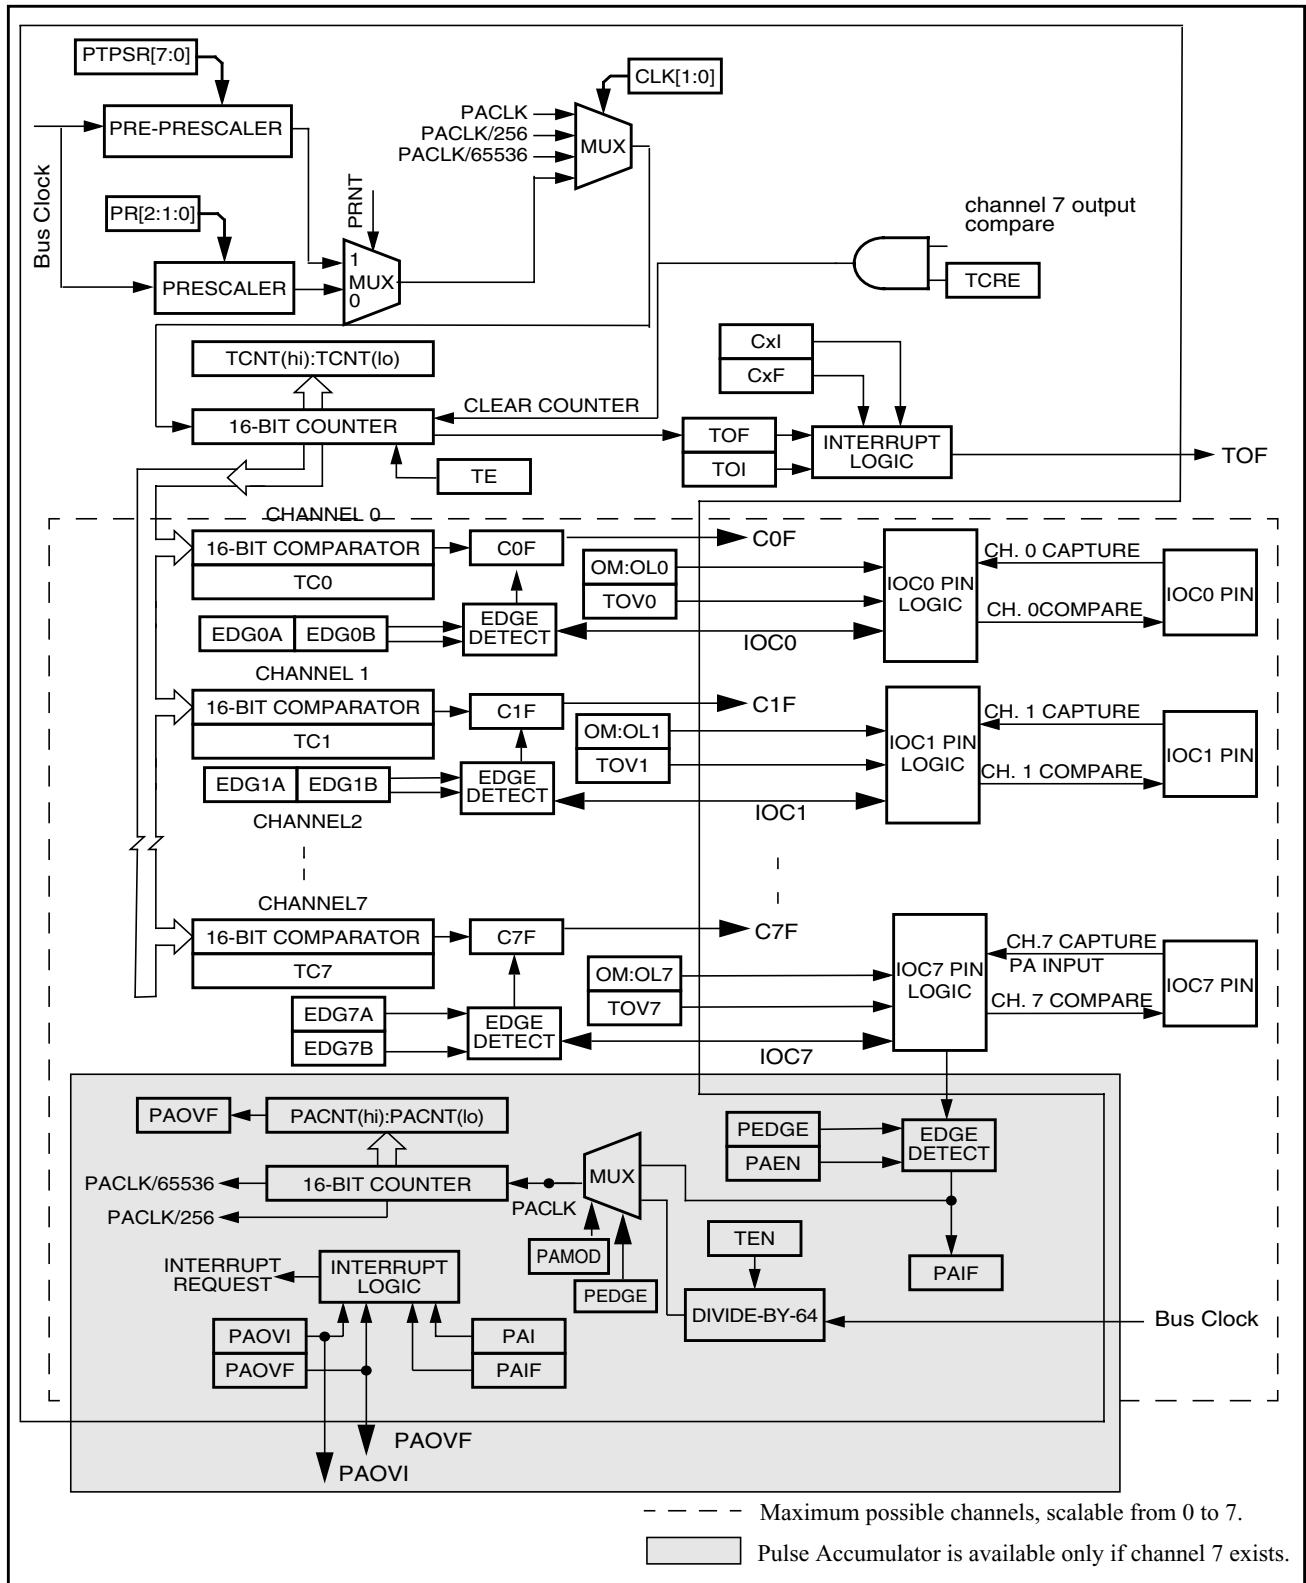 PTPSR[7:0]
CLK[1:0]
PRE-PRESCALER
PACLK
PACLK/256
PACLK/65536
MUX
Bus Clock
PR[2:1:0]
PRNT
PRESCALER
1
MUX
0
channel 7 output
compare
TCRE
TCNT(hi):TCNT(lo)
CxI
CxF
CLEAR COUNTER
16-BIT COUNTER
TE
TOF
TOI
INTERRUPT
LOGIC
TOF
CHANNEL 0
16-BIT COMPARATOR
TC0
C0F
C0F
OM:OL0
TOV0
EDG0A
EDG0B
EDGE
DETECT
IOC0
IOC0 PIN
LOGIC
CH. 0 CAPTURE
CH. 0COMPARE
IOC0 PIN
CHANNEL 1
16-BIT COMPARATOR
TC1
C1F
C1F
OM:OL1
TOV1
EDG1A
EDG1B
EDGE
DETECT
IOC1
IOC1 PIN
LOGIC
CH. 1 CAPTURE
CH. 1 COMPARE
IOC1 PIN
CHANNEL2
CHANNEL7
16-BIT COMPARATOR
TC7
C7F
C7F
OM:OL7
TOV7
EDG7A
EDG7B
EDGE
DETECT
IOC7
IOC7 PIN
LOGIC
CH.7 CAPTURE
PA INPUT
CH. 7 COMPARE
IOC7 PIN
PAOVF
PACNT(hi):PACNT(lo)
PEDGE
PAEN
EDGE
DETECT
PACLK/65536
PACLK/256
16-BIT COUNTER
PACLK
MUX
PAMOD
PEDGE
TEN
PAIF
DIVIDE-BY-64
Bus Clock
INTERRUPT
REQUEST
INTERRUPT
LOGIC
PAOVI
PAOVF
PAI
PAIF
PAOVF
PAOVI
Maximum possible channels, scalable from 0 to 7.
Pulse Accumulator is available only if channel 7 exists.